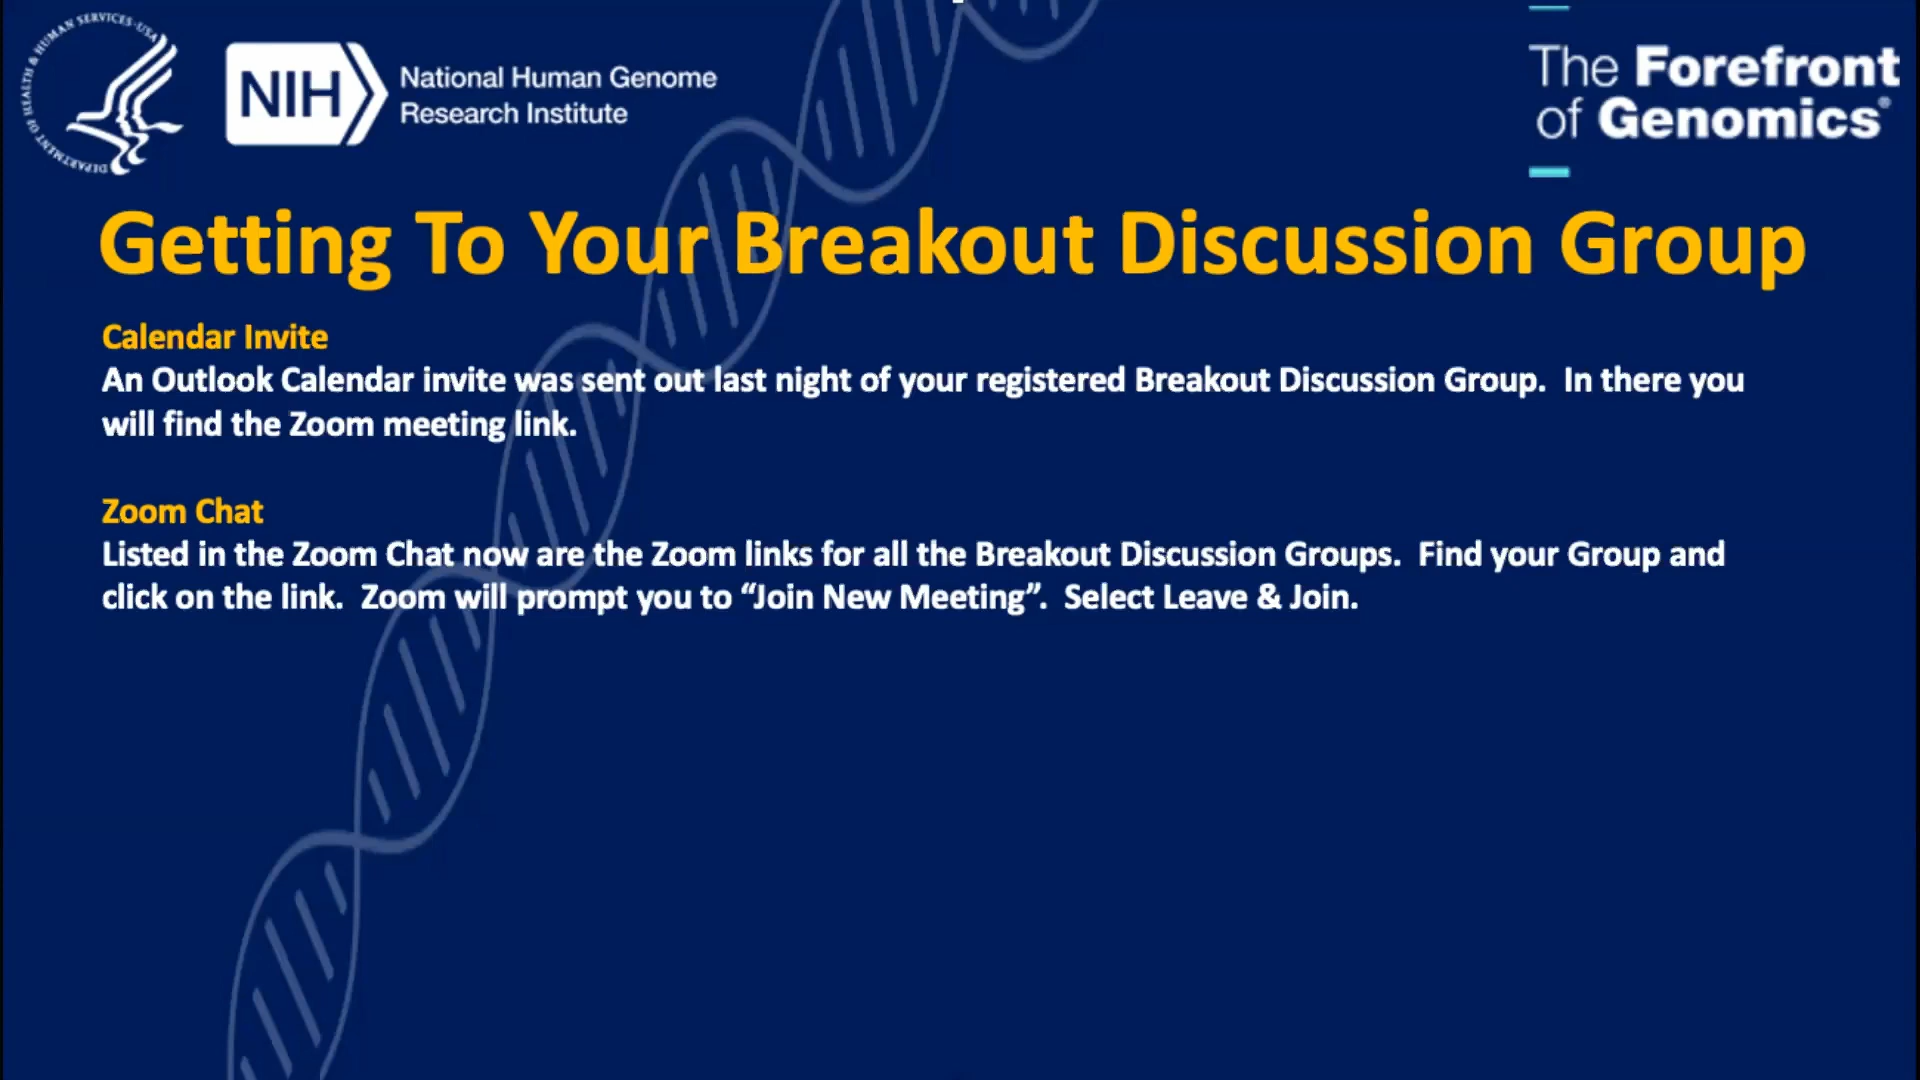 DEPARTMENT OF HEALTH & HUMAN SERVICES·USA
NIH
National Human Genome
Research Institute
The Forefront
of Genomics®
Getting To Your Breakout Discussion Group
Calendar Invite
An Outlook Calendar invite was sent out last night of your registered Breakout Discussion Group.  In there you
will find the Zoom meeting link.
Zoom Chat
Listed in the Zoom Chat now are the Zoom links for all the Breakout Discussion Groups.  Find your Group and
click on the link.  Zoom will prompt you to “Join New Meeting”.  Select Leave & Join.